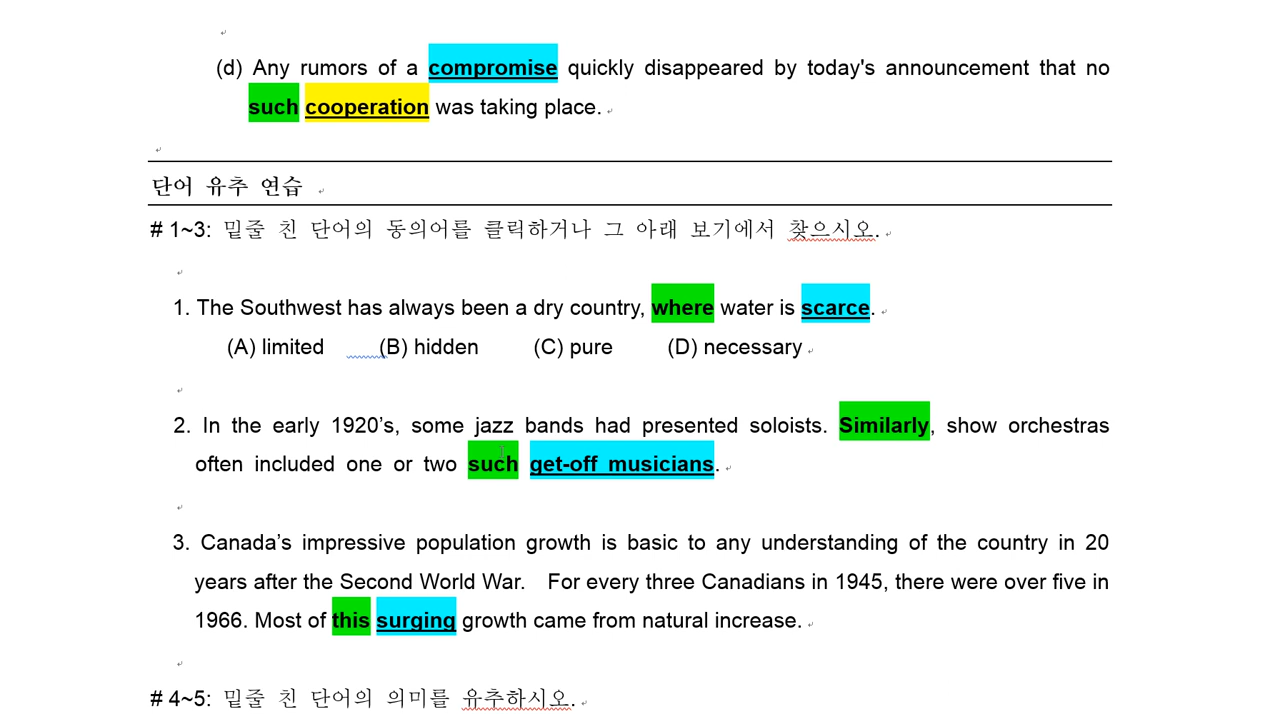 (d) Any rumors of a compromise quickly disappeared by today's announcement that no
such cooperation was taking place.
단어 유추 연습
# 1~3: 밑줄 친 단어의 동의어를 클릭하거나 그 아래 보기에서 찾으시오.
1. The Southwest has always been a dry country, where water is scarce.
(A) limited (B) hidden (C) pure (D) necessary
2. In the early 1920’s, some jazz bands had presented soloists. Similarly, show orchestras
often included one or two such get-off musicians.
3. Canada’s impressive population growth is basic to any understanding of the country in 20
years after the Second World War. For every three Canadians in 1945, there were over five in
1966. Most of this surging growth came from natural increase.
# 4~5: 밑줄 친 단어의 의미를 유추하시오.